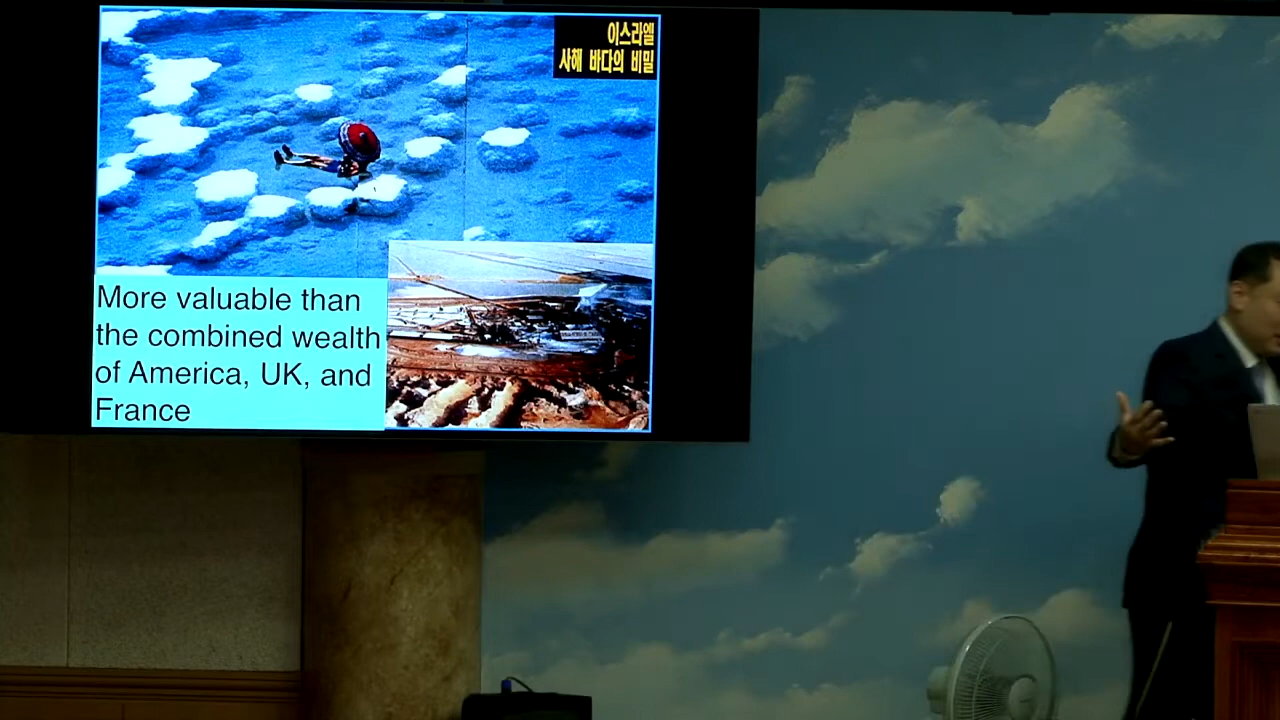 이스라엘
사해 바다의 비밀
More valuable than
the combined wealth
of America, UK, and
France